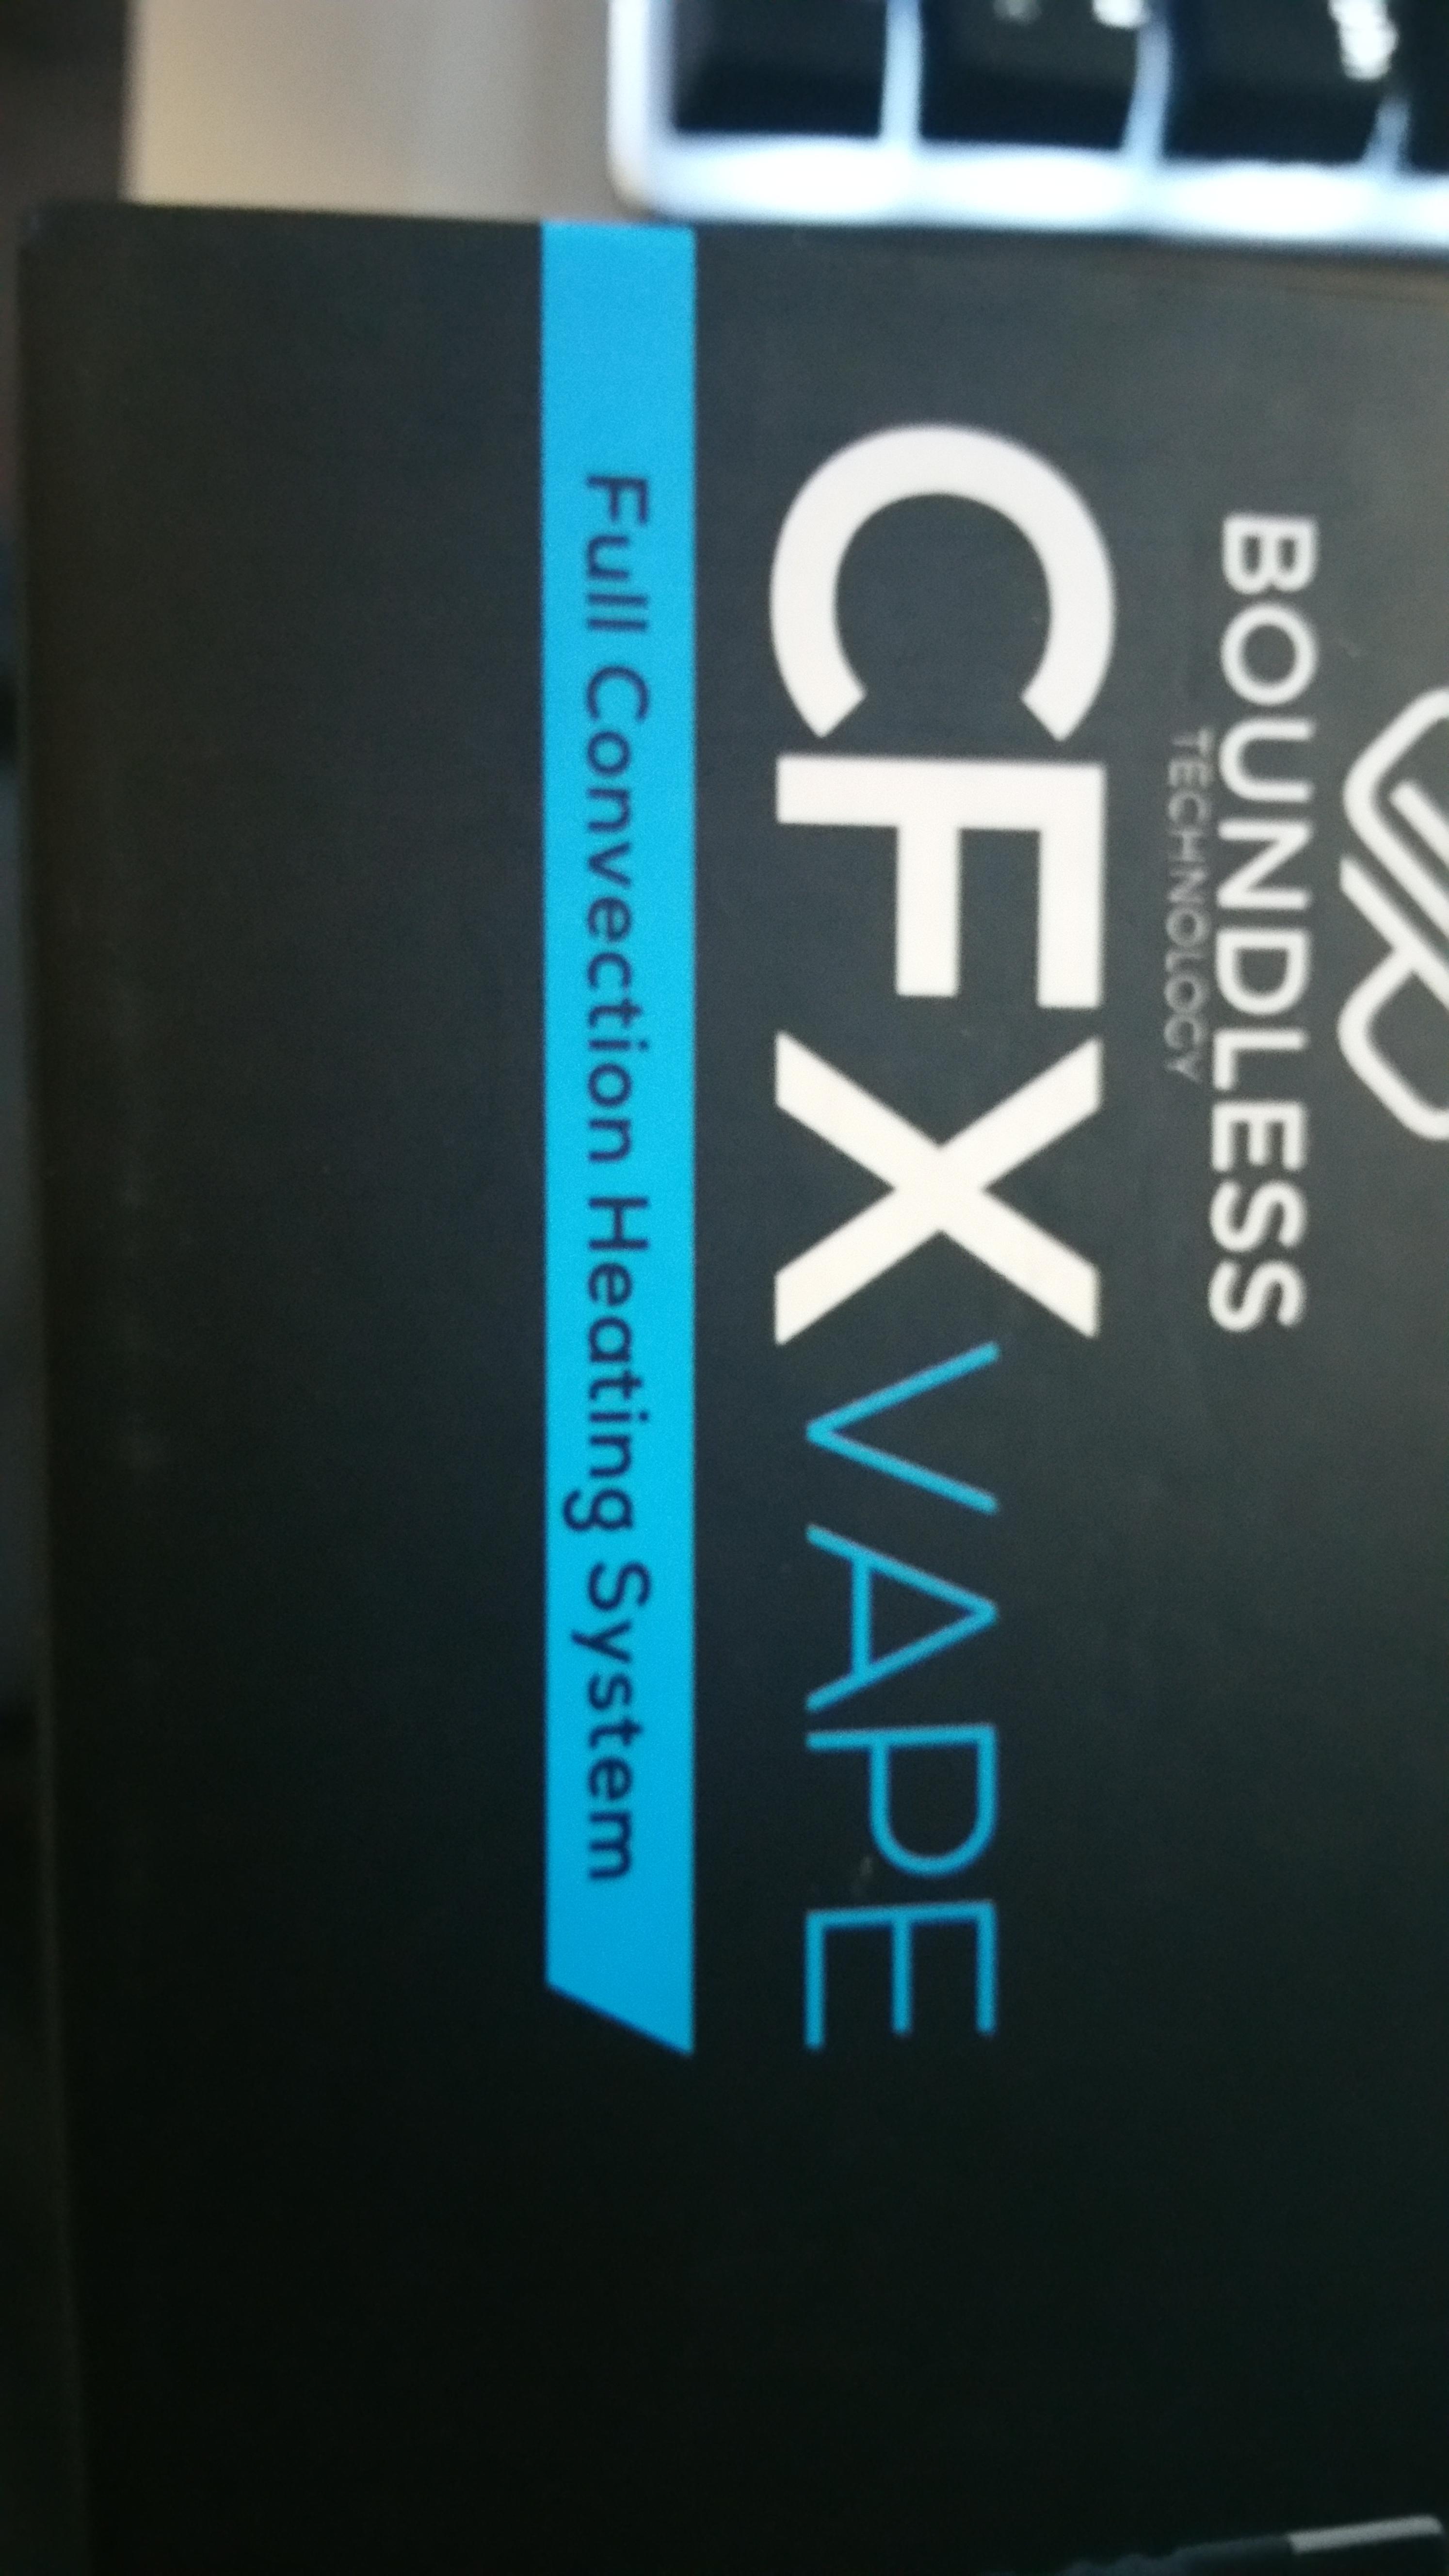 BOUNDLESS
TECHNOLOGY
CFX VAPE
Full Convection Heating System